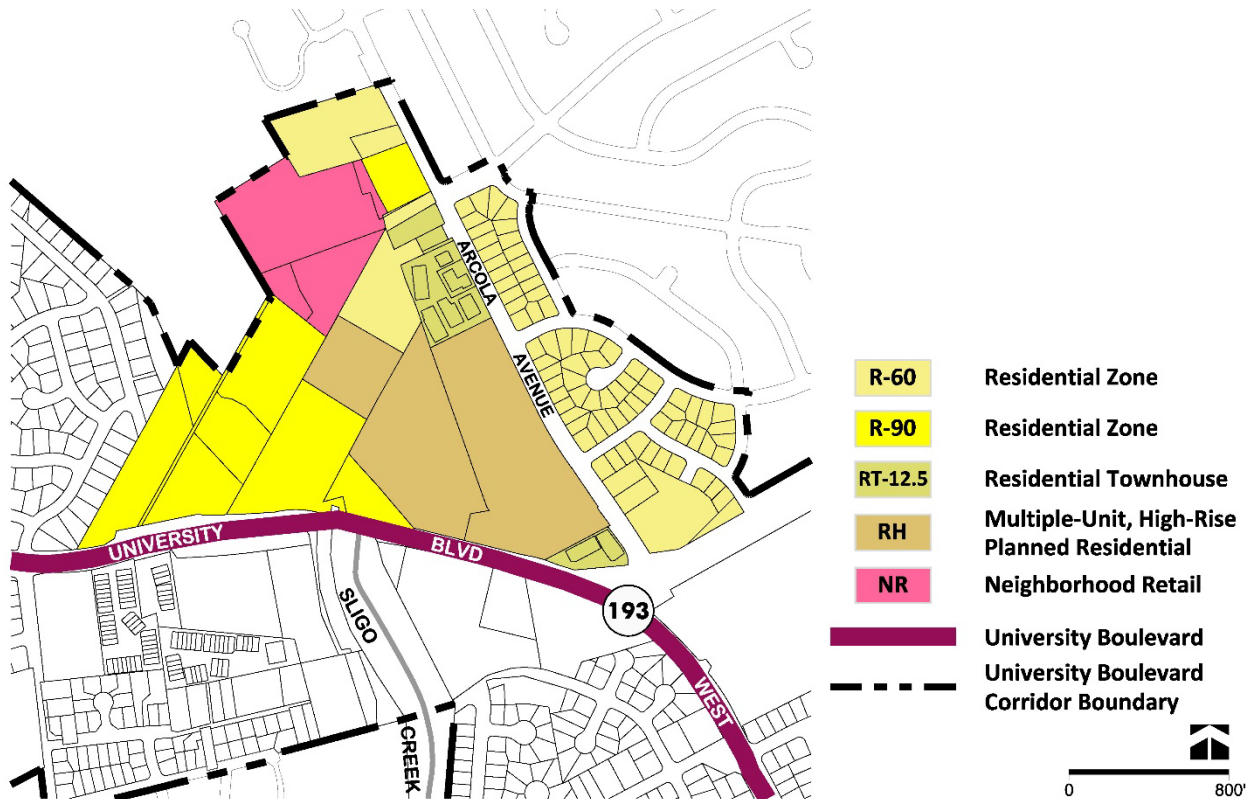 ARCOLA
AVENUE
UNIVERSITY
BLVD
193
WEST
SLIGO
CREEK
R-60 Residential Zone
R-90 Residential Zone
RT-12.5 Residential Townhouse
RH Multiple-Unit, High-Rise
Planned Residential
NR Neighborhood Retail
University Boulevard
University Boulevard
Corridor Boundary
0 800'